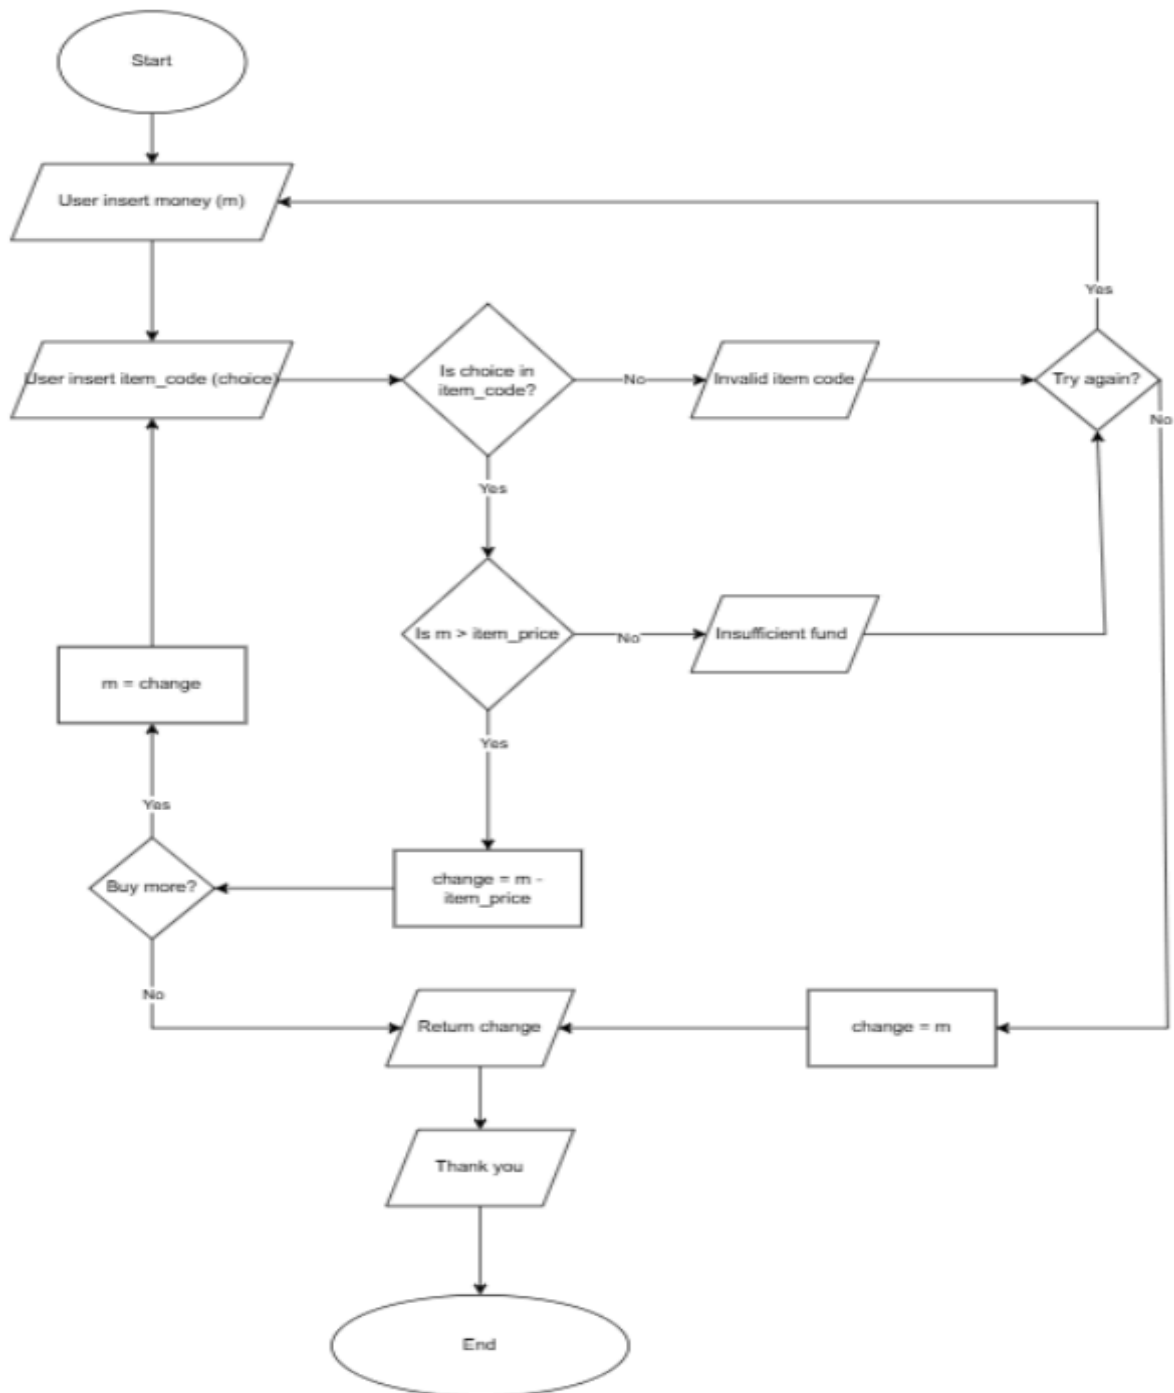 Start
User insert money (m)
Yes
User insert item_code (choice)
Is choice in
item_code?
No
Invalid item code
Try again?
No
Yes
Is m > item_price
No
Insufficient fund
m = change
Yes
Yes
Buy more?
change = m -
item_price
No
Return change
change = m
Thank you
End